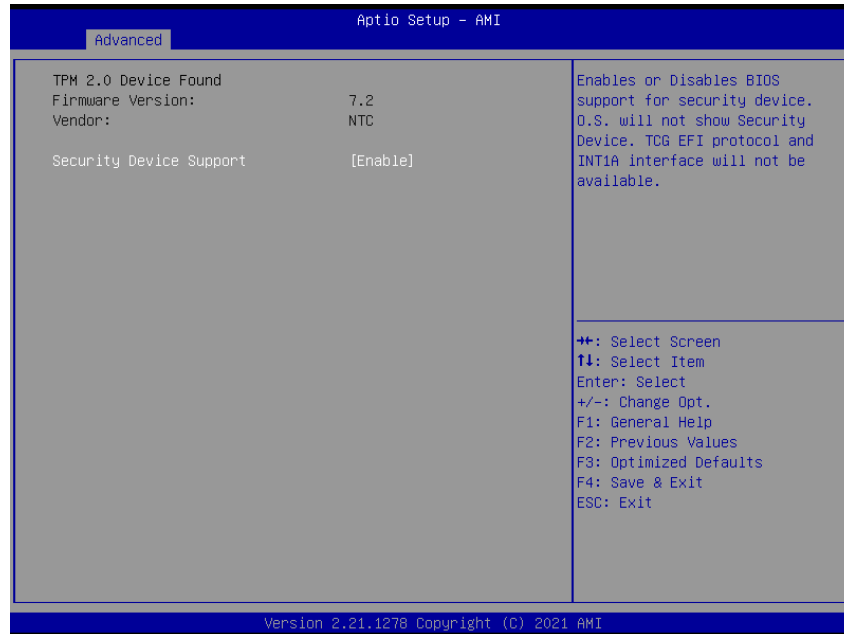 Aptio Setup – AMI
Advanced
TPM 2.0 Device Found
Firmware Version: 7.2
Vendor: NTC
Security Device Support [Enable]
Enables or Disables BIOS
support for security device.
O.S. will not show Security
Device. TCG EFI protocol and
INT1A interface will not be
available.
→←: Select Screen
↑↓: Select Item
Enter: Select
+/-: Change Opt.
F1: General Help
F2: Previous Values
F3: Optimized Defaults
F4: Save & Exit
ESC: Exit
Version 2.21.1278 Copyright (C) 2021 AMI